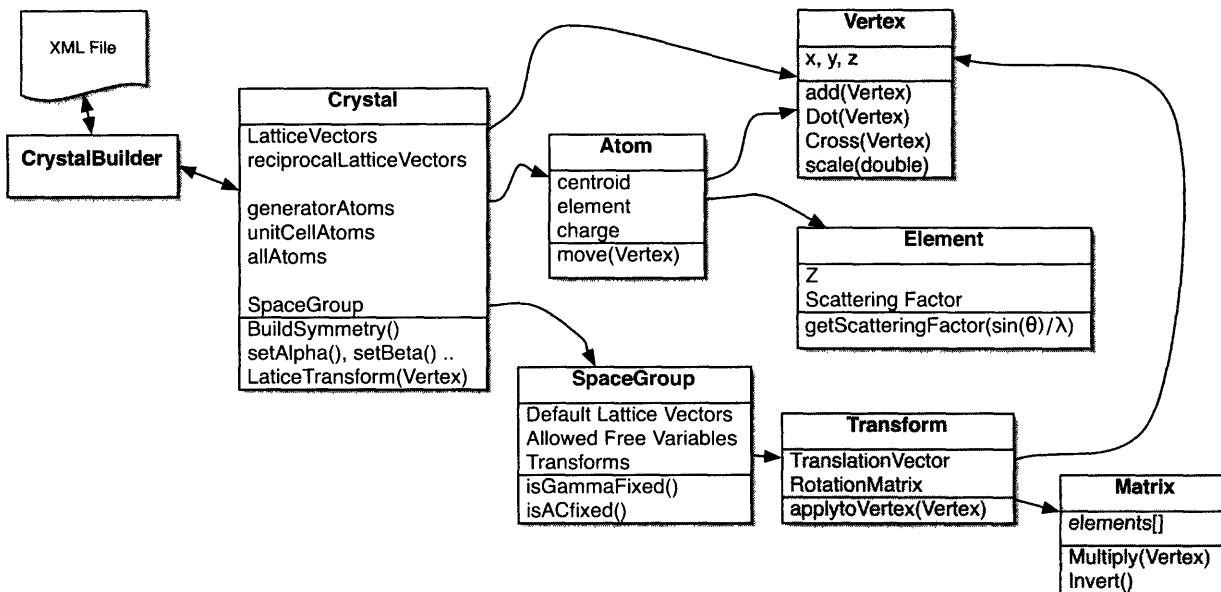 XML File
CrystalBuilder
Crystal
LatticeVectors
reciprocalLatticeVectors
generatorAtoms
unitCellAtoms
allAtoms
SpaceGroup
BuildSymmetry()
setAlpha(), setBeta() ..
LaticeTransform(Vertex)
Atom
centroid
element
charge
move(Vertex)
Vertex
x, y, z
add(Vertex)
Dot(Vertex)
Cross(Vertex)
scale(double)
Element
Z
Scattering Factor
getScatteringFactor(sin(θ)/λ)
SpaceGroup
Default Lattice Vectors
Allowed Free Variables
Transforms
isGammaFixed()
isACfixed()
Transform
TranslationVector
RotationMatrix
applytoVertex(Vertex)
Matrix
elements[]
Multiply(Vertex)
Invert()